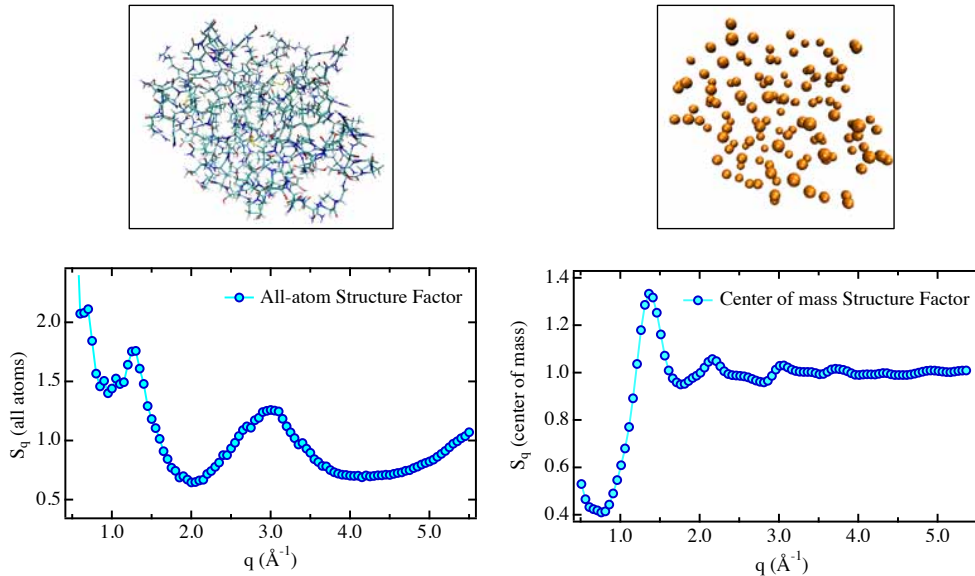 All-atom Structure Factor
2.0
1.5
1.0
0.5
S_q (all atoms)
1.0 2.0 3.0 4.0 5.0
q (Å⁻¹)
Center of mass Structure Factor
1.4
1.2
1.0
0.8
0.6
0.4
S_q (center of mass)
1.0 2.0 3.0 4.0 5.0
q (Å⁻¹)